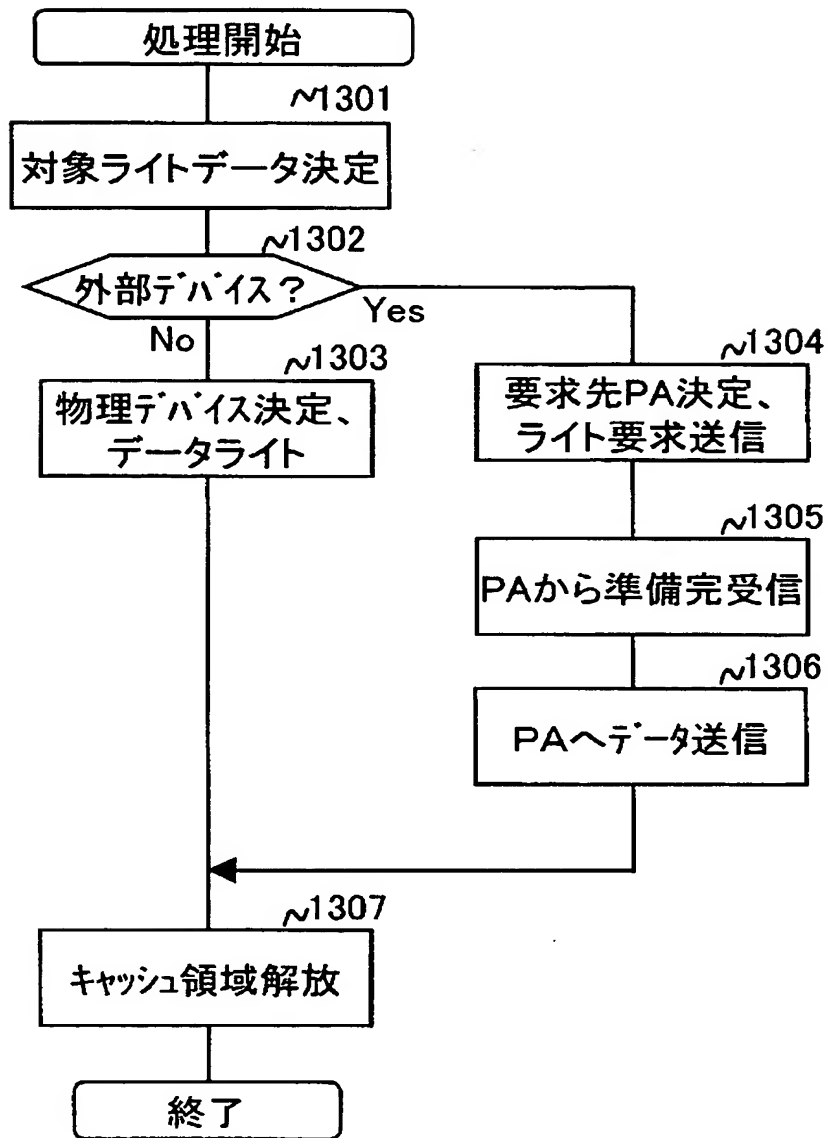 処理開始
~1301
対象ライトデータ決定
~1302
外部デバイス?
Yes
No
~1303
物理デバイス決定、
データライト
~1304
要求先PA決定、
ライト要求送信
~1305
PAから準備完受信
~1306
PAへデータ送信
~1307
キャッシュ領域解放
終了